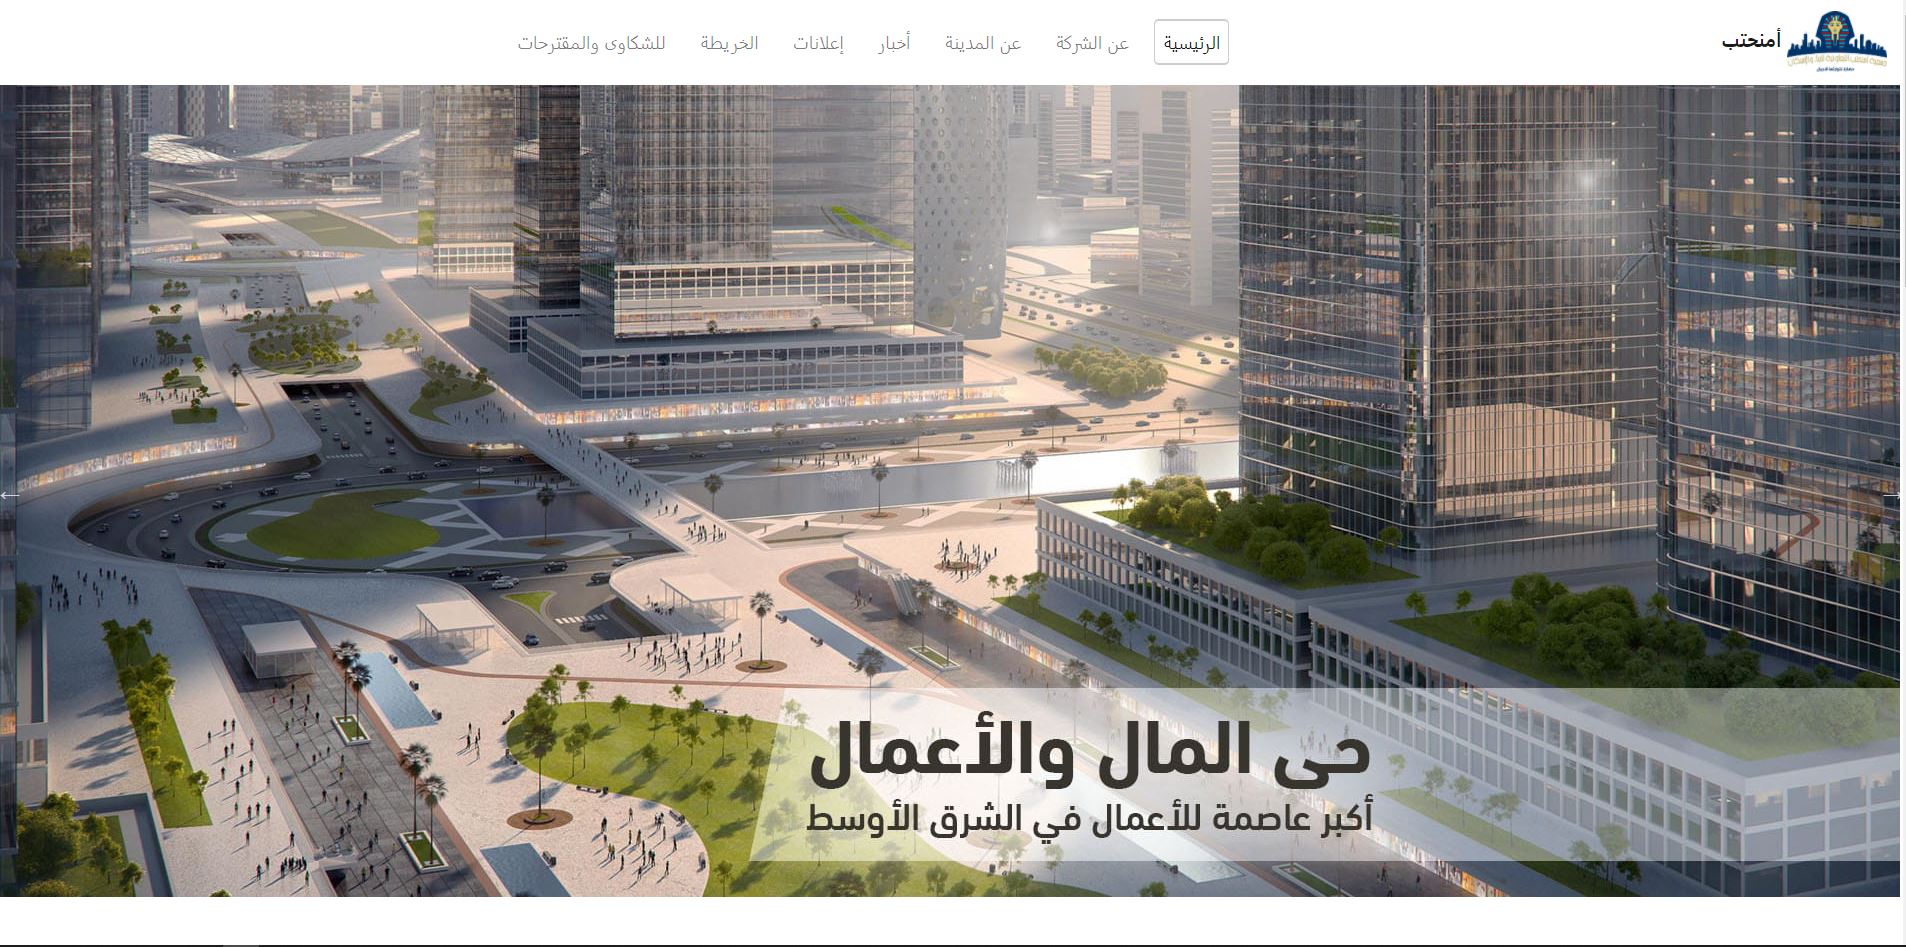 أمنحتب
الرئيسية
عن الشركة
عن المدينة
أخبار
إعلانات
الخريطة
للشكاوى والمقترحات
حى المال والأعمال
أكبر عاصمة للأعمال في الشرق الأوسط